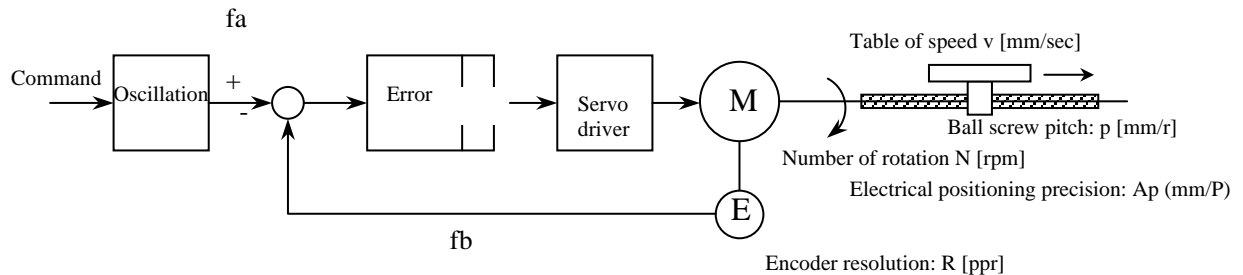 fa
Table of speed v [mm/sec]
Command
Oscillation
+
-
Error
Servo
driver
M
Ball screw pitch: p [mm/r]
Number of rotation N [rpm]
Electrical positioning precision: Ap (mm/P)
E
fb
Encoder resolution: R [ppr]